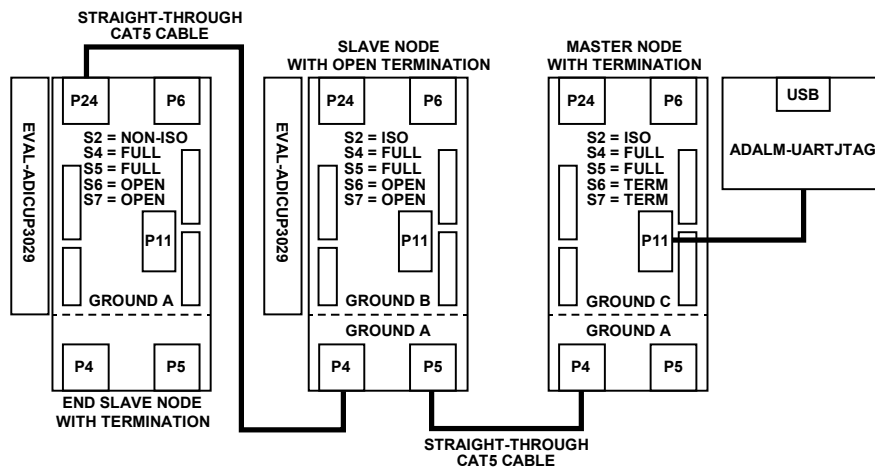 STRAIGHT-THROUGH
CAT5 CABLE
EVAL-ADICUP3029
P24
P6
S2 = NON-ISO
S4 = FULL
S5 = FULL
S6 = OPEN
S7 = OPEN
P11
GROUND A
P4
P5
END SLAVE NODE
WITH TERMINATION
SLAVE NODE
WITH OPEN TERMINATION
EVAL-ADICUP3029
P24
P6
S2 = ISO
S4 = FULL
S5 = FULL
S6 = OPEN
S7 = OPEN
P11
GROUND B
GROUND A
P4
P5
STRAIGHT-THROUGH
CAT5 CABLE
MASTER NODE
WITH TERMINATION
P24
P6
S2 = ISO
S4 = FULL
S5 = FULL
S6 = TERM
S7 = TERM
P11
GROUND C
GROUND A
P4
P5
USB
ADALM-UARTJTAG